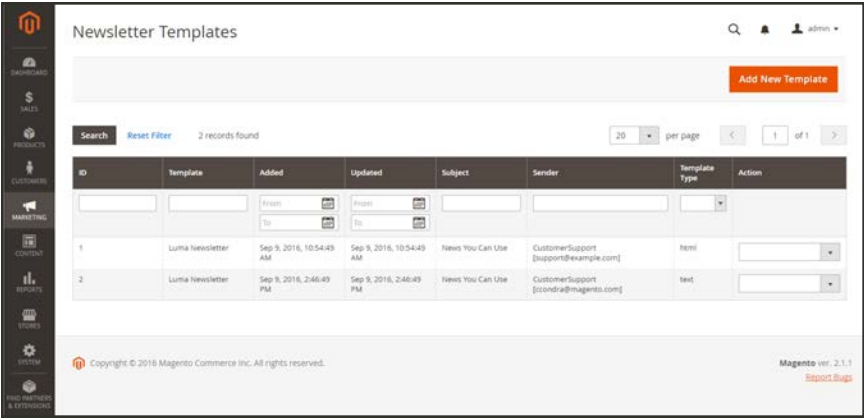 Newsletter Templates
admin
DASHBOARD
Add New Template
$
SALES
Search Reset Filter 2 records found 20 per page < 1 of 1 >
PRODUCTS
ID Template Added Updated Subject Sender Template Type Action
CUSTOMERS
From From
MARKETING
To To
1 Luma Newsletter Sep 9, 2016, 10:54:49 AM Sep 9, 2016, 10:54:49 AM News You Can Use CustomerSupport [support@example.com] html
CONTENT
2 Luma Newsletter Sep 9, 2016, 2:46:49 PM Sep 9, 2016, 2:46:49 PM News You Can Use CustomerSupport [ccondra@magento.com] text
REPORTS
STORES
SYSTEM
Copyright © 2016 Magento Commerce Inc. All rights reserved. Magento ver. 2.1.1
Report Bugs
FIND PARTNERS
& EXTENSIONS